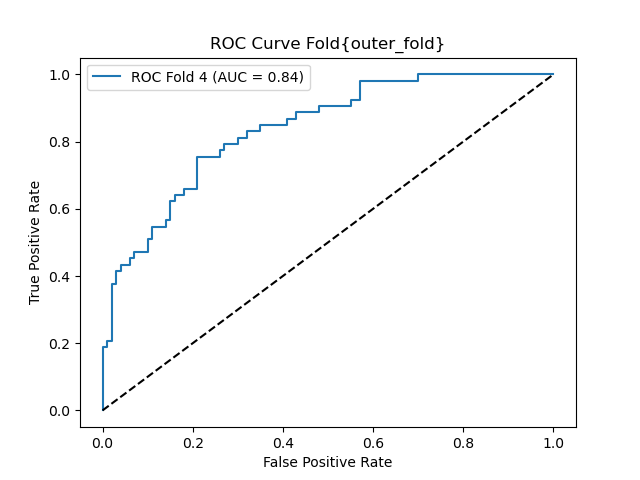 ROC Curve Fold{outer_fold}
ROC Fold 4 (AUC = 0.84)
True Positive Rate
1.0
0.8
0.6
0.4
0.2
0.0
0.0 0.2 0.4 0.6 0.8 1.0
False Positive Rate